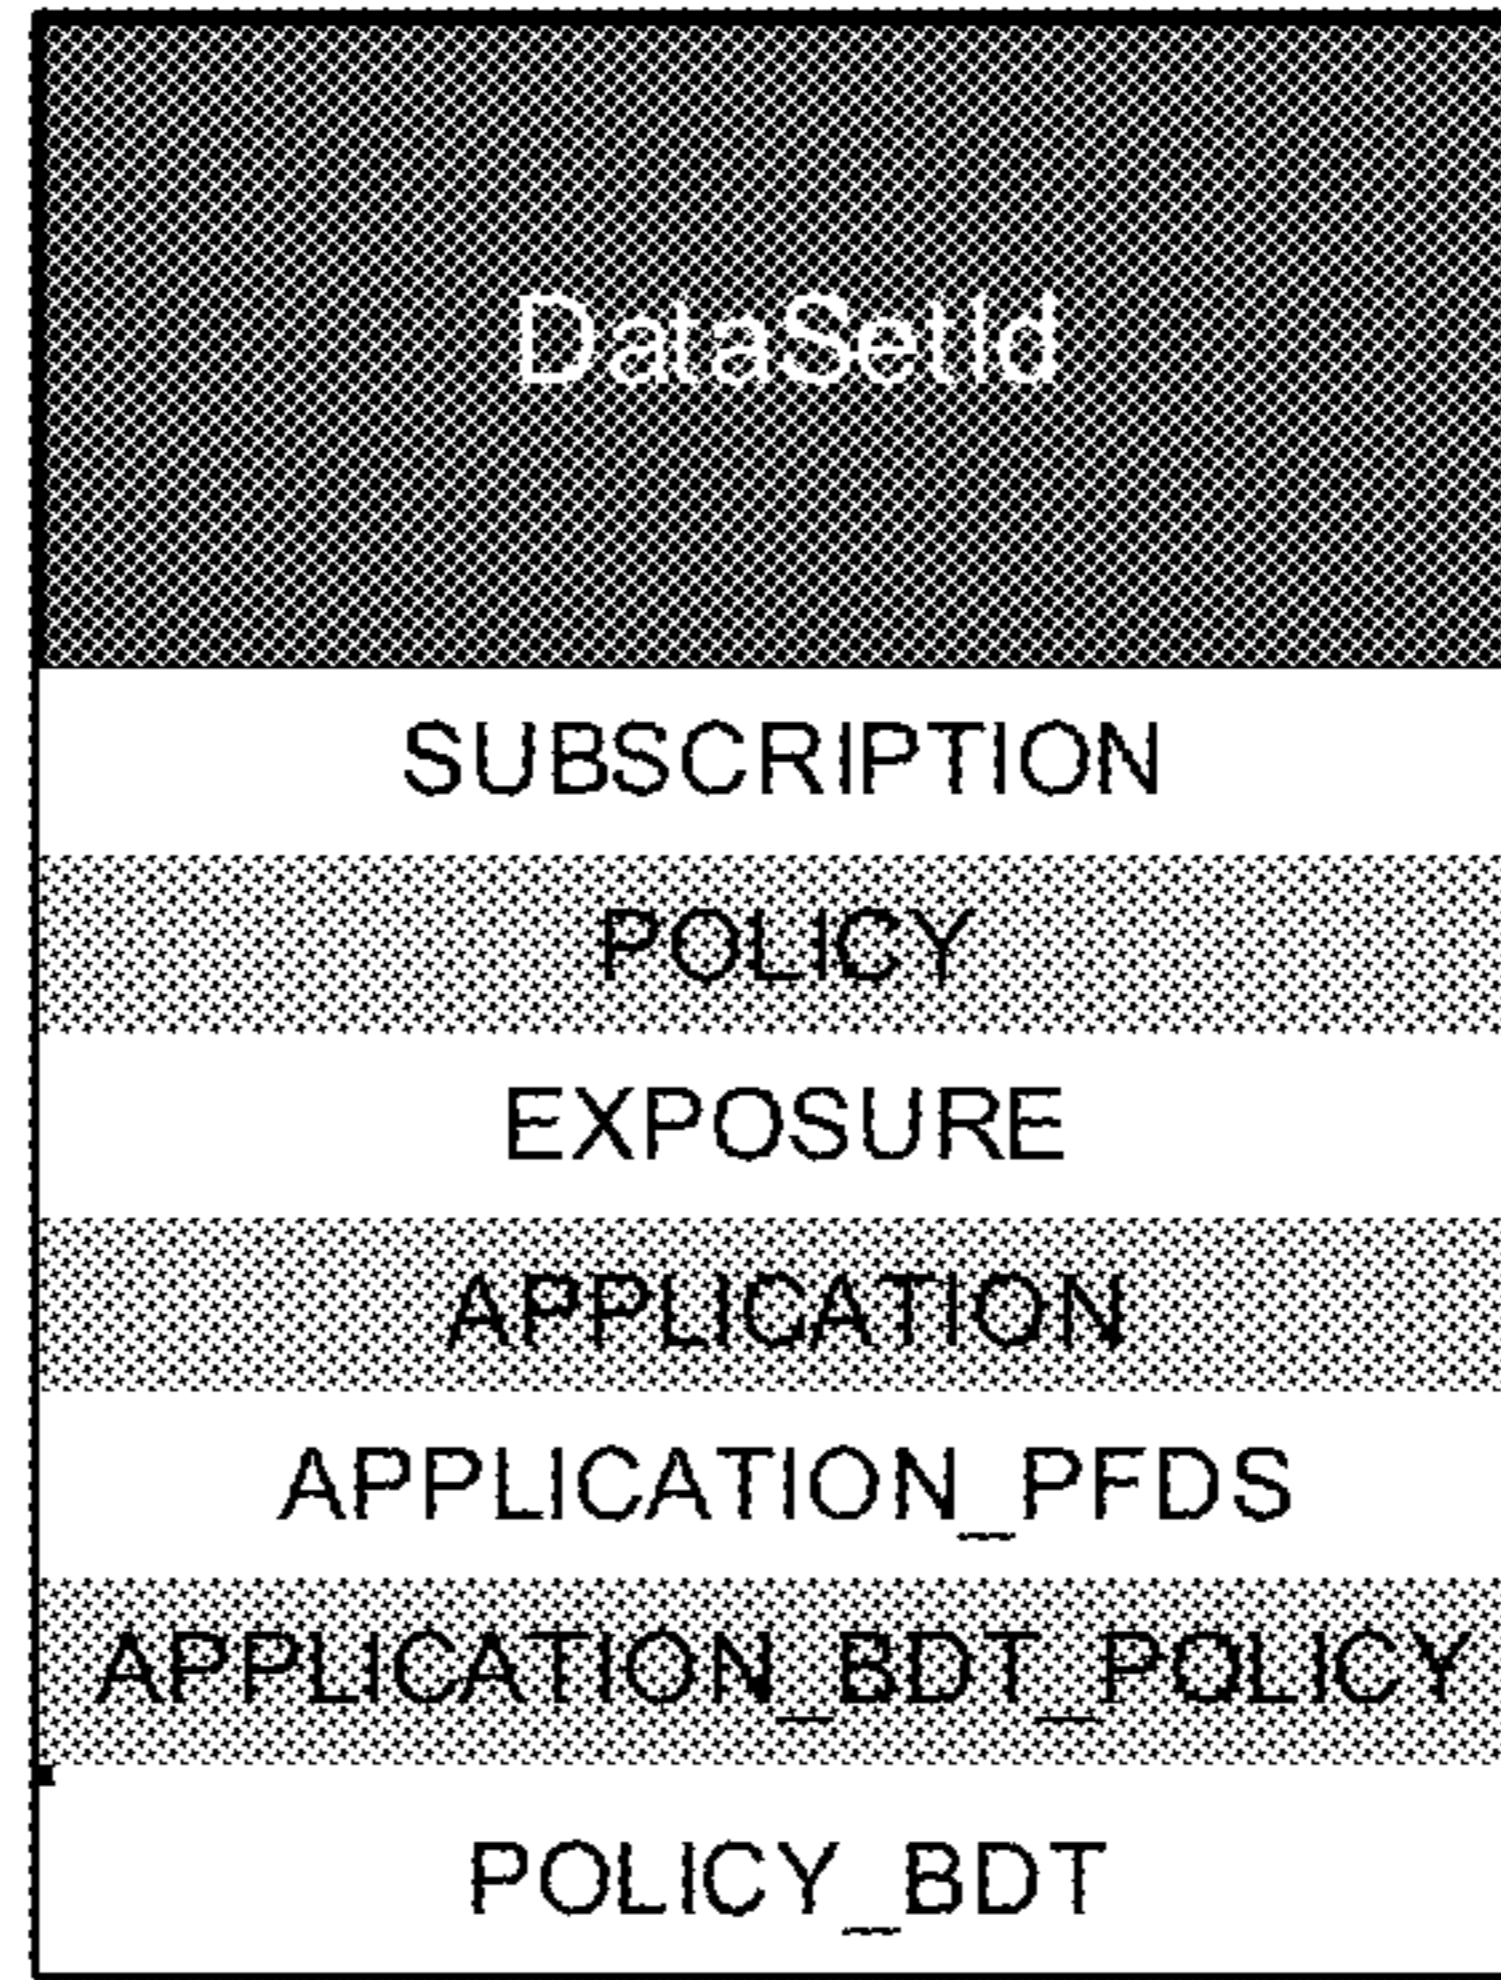 DataSetId
SUBSCRIPTION
POLICY
EXPOSURE
APPLICATION
APPLICATION_PFDS
APPLICATION_BDT_POLICY
POLICY_BDT